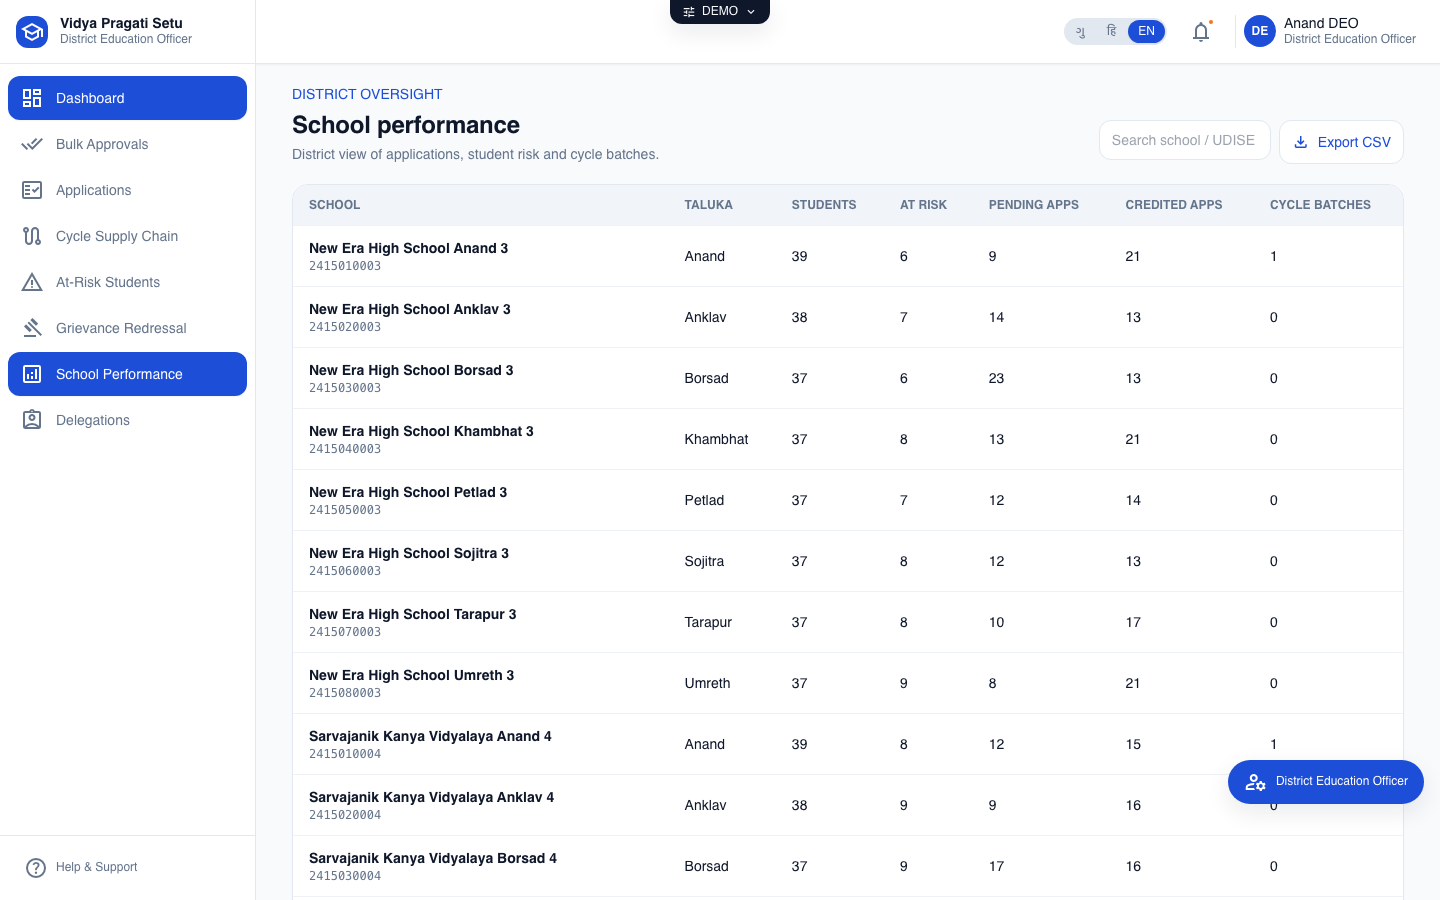 Vidya Pragati Setu
District Education Officer
DEMO
ગુ
हि
EN
DE
Anand DEO
District Education Officer
Dashboard
Bulk Approvals
Applications
Cycle Supply Chain
At-Risk Students
Grievance Redressal
School Performance
Delegations
Help & Support
DISTRICT OVERSIGHT
School performance
District view of applications, student risk and cycle batches.
Search school / UDISE
Export CSV
SCHOOL TALUKA STUDENTS AT RISK PENDING APPS CREDITED APPS CYCLE BATCHES
New Era High School Anand 3
2415010003
Anand 39 6 9 21 1
New Era High School Anklav 3
2415020003
Anklav 38 7 14 13 0
New Era High School Borsad 3
2415030003
Borsad 37 6 23 13 0
New Era High School Khambhat 3
2415040003
Khambhat 37 8 13 21 0
New Era High School Petlad 3
2415050003
Petlad 37 7 12 14 0
New Era High School Sojitra 3
2415060003
Sojitra 37 8 12 13 0
New Era High School Tarapur 3
2415070003
Tarapur 37 8 10 17 0
New Era High School Umreth 3
2415080003
Umreth 37 9 8 21 0
Sarvajanik Kanya Vidyalaya Anand 4
2415010004
Anand 39 8 12 15 1
Sarvajanik Kanya Vidyalaya Anklav 4
2415020004
Anklav 38 9 9 16 0
Sarvajanik Kanya Vidyalaya Borsad 4
2415030004
Borsad 37 9 17 16 0
District Education Officer